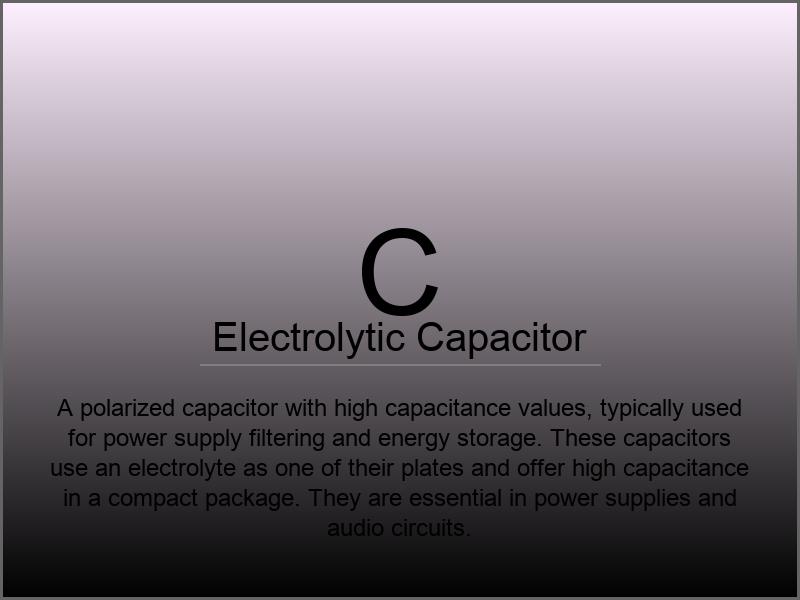 C
Electrolytic Capacitor
A polarized capacitor with high capacitance values, typically used
for power supply filtering and energy storage. These capacitors
use an electrolyte as one of their plates and offer high capacitance
in a compact package. They are essential in power supplies and
audio circuits.